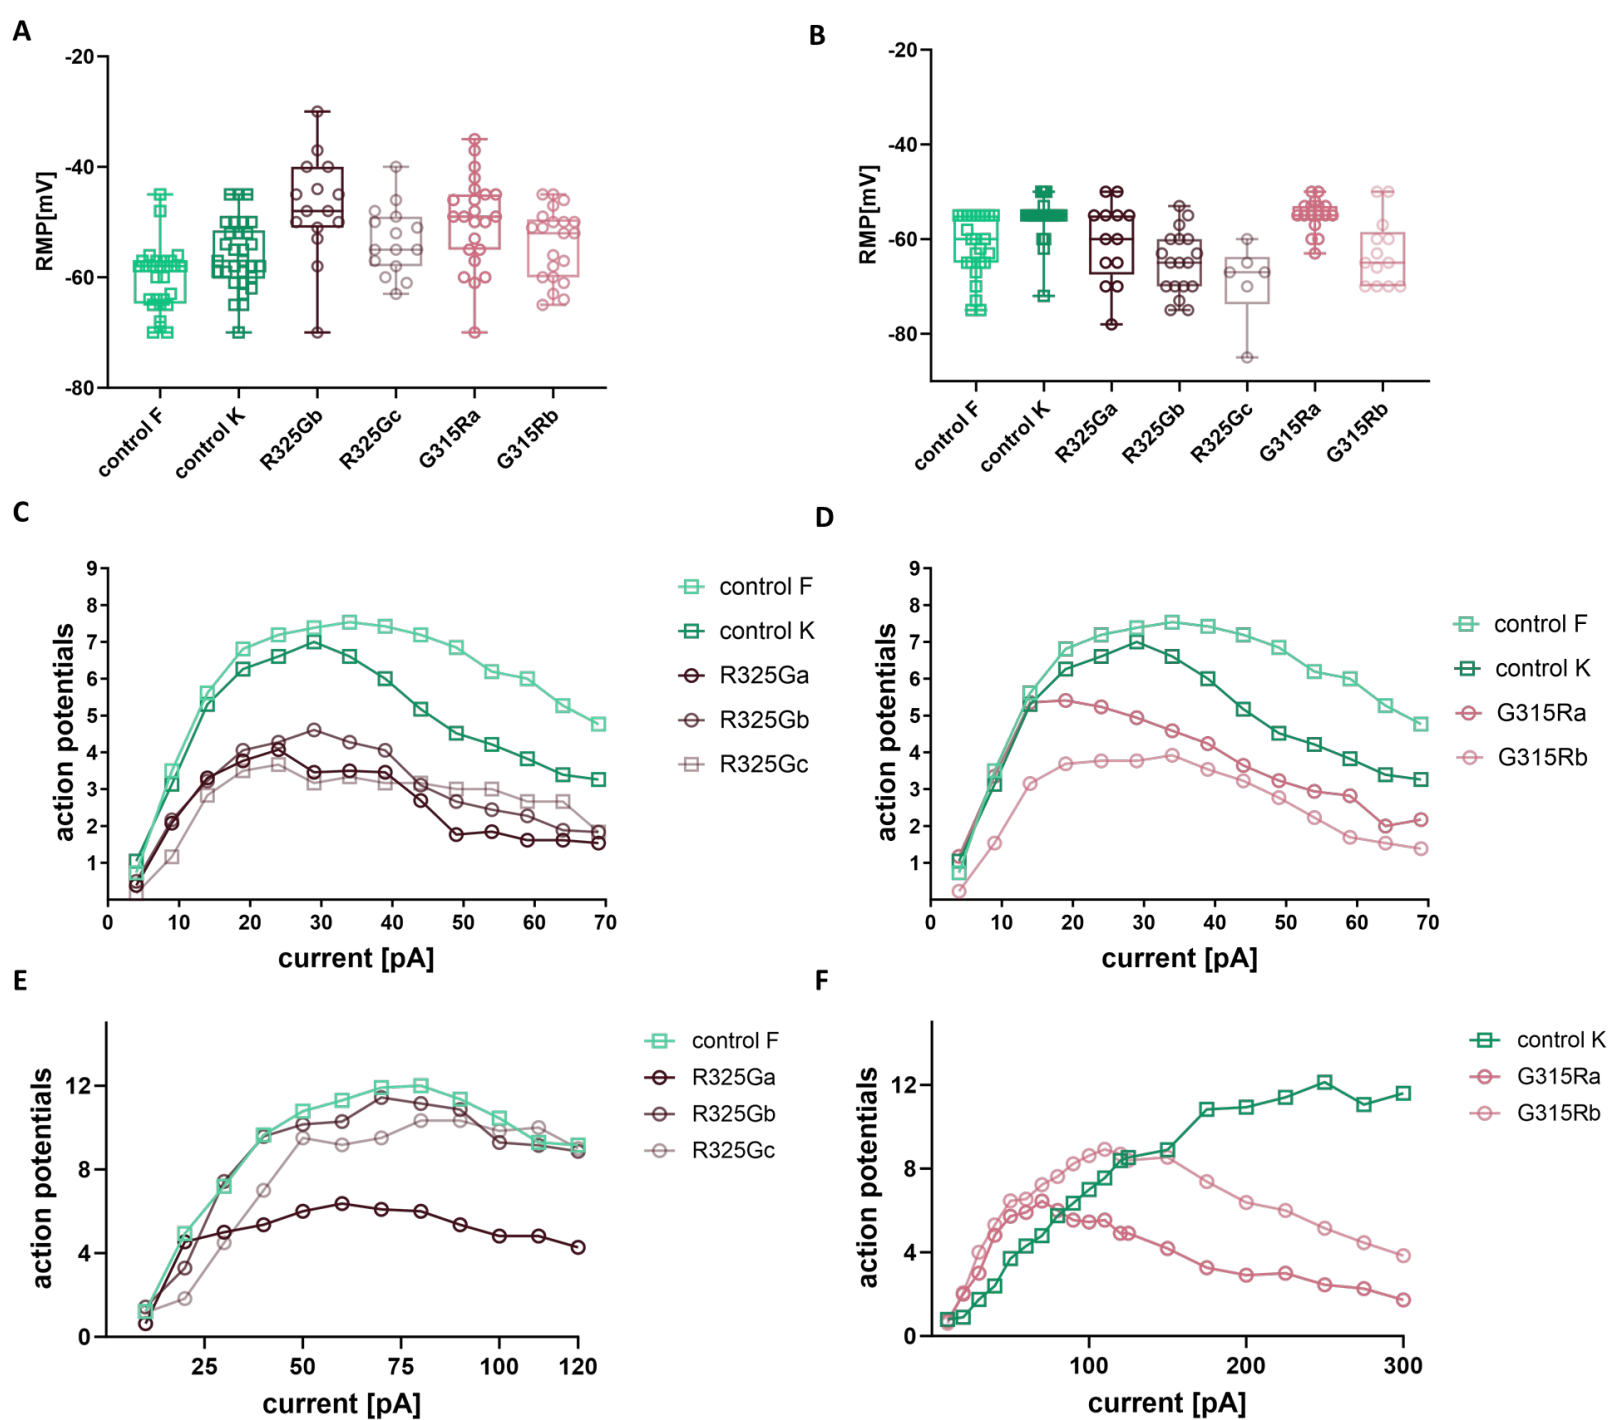 A
-20
-40
-60
-80
RMP[mV]
control F
control K
R325Gb
R325Gc
G315Ra
G315Rb
B
-20
-40
-60
-80
RMP[mV]
control F
control K
R325Ga
R325Gb
R325Gc
G315Ra
G315Rb
C
9
8
7
6
5
4
3
2
1
action potentials
0 10 20 30 40 50 60 70
current [pA]
control F
control K
R325Ga
R325Gb
R325Gc
D
9
8
7
6
5
4
3
2
1
action potentials
0 10 20 30 40 50 60 70
current [pA]
control F
control K
G315Ra
G315Rb
E
12
8
4
0
action potentials
25 50 75 100 120
current [pA]
control F
R325Ga
R325Gb
R325Gc
F
12
8
4
0
action potentials
100 200 300
current [pA]
control K
G315Ra
G315Rb